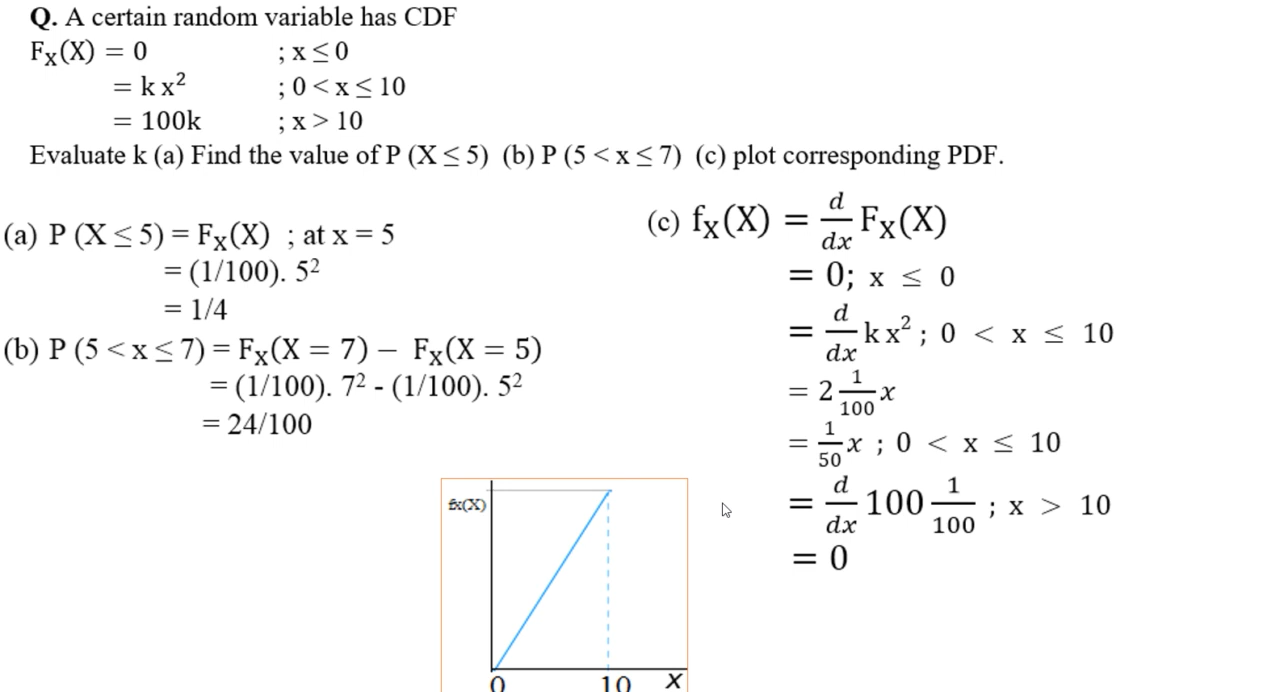 Q. A certain random variable has CDF
Fx(X) = 0 ; x ≤ 0
= k x² ; 0 < x ≤ 10
= 100k ; x > 10
Evaluate k (a) Find the value of P (X ≤ 5) (b) P (5 < x ≤ 7) (c) plot corresponding PDF.
(a) P (X ≤ 5) = Fx(X) ; at x = 5
= (1/100). 5²
= 1/4
(b) P (5 < x ≤ 7) = Fx(X = 7) – Fx(X = 5)
= (1/100). 7² - (1/100). 5²
= 24/100
(c) fx(X) = d/dx Fx(X)
= 0; x ≤ 0
= d/dx k x² ; 0 < x ≤ 10
= 2 1/100 x
= 1/50 x ; 0 < x ≤ 10
= d/dx 100 1/100 ; x > 10
= 0
fx(X)
0 10 X